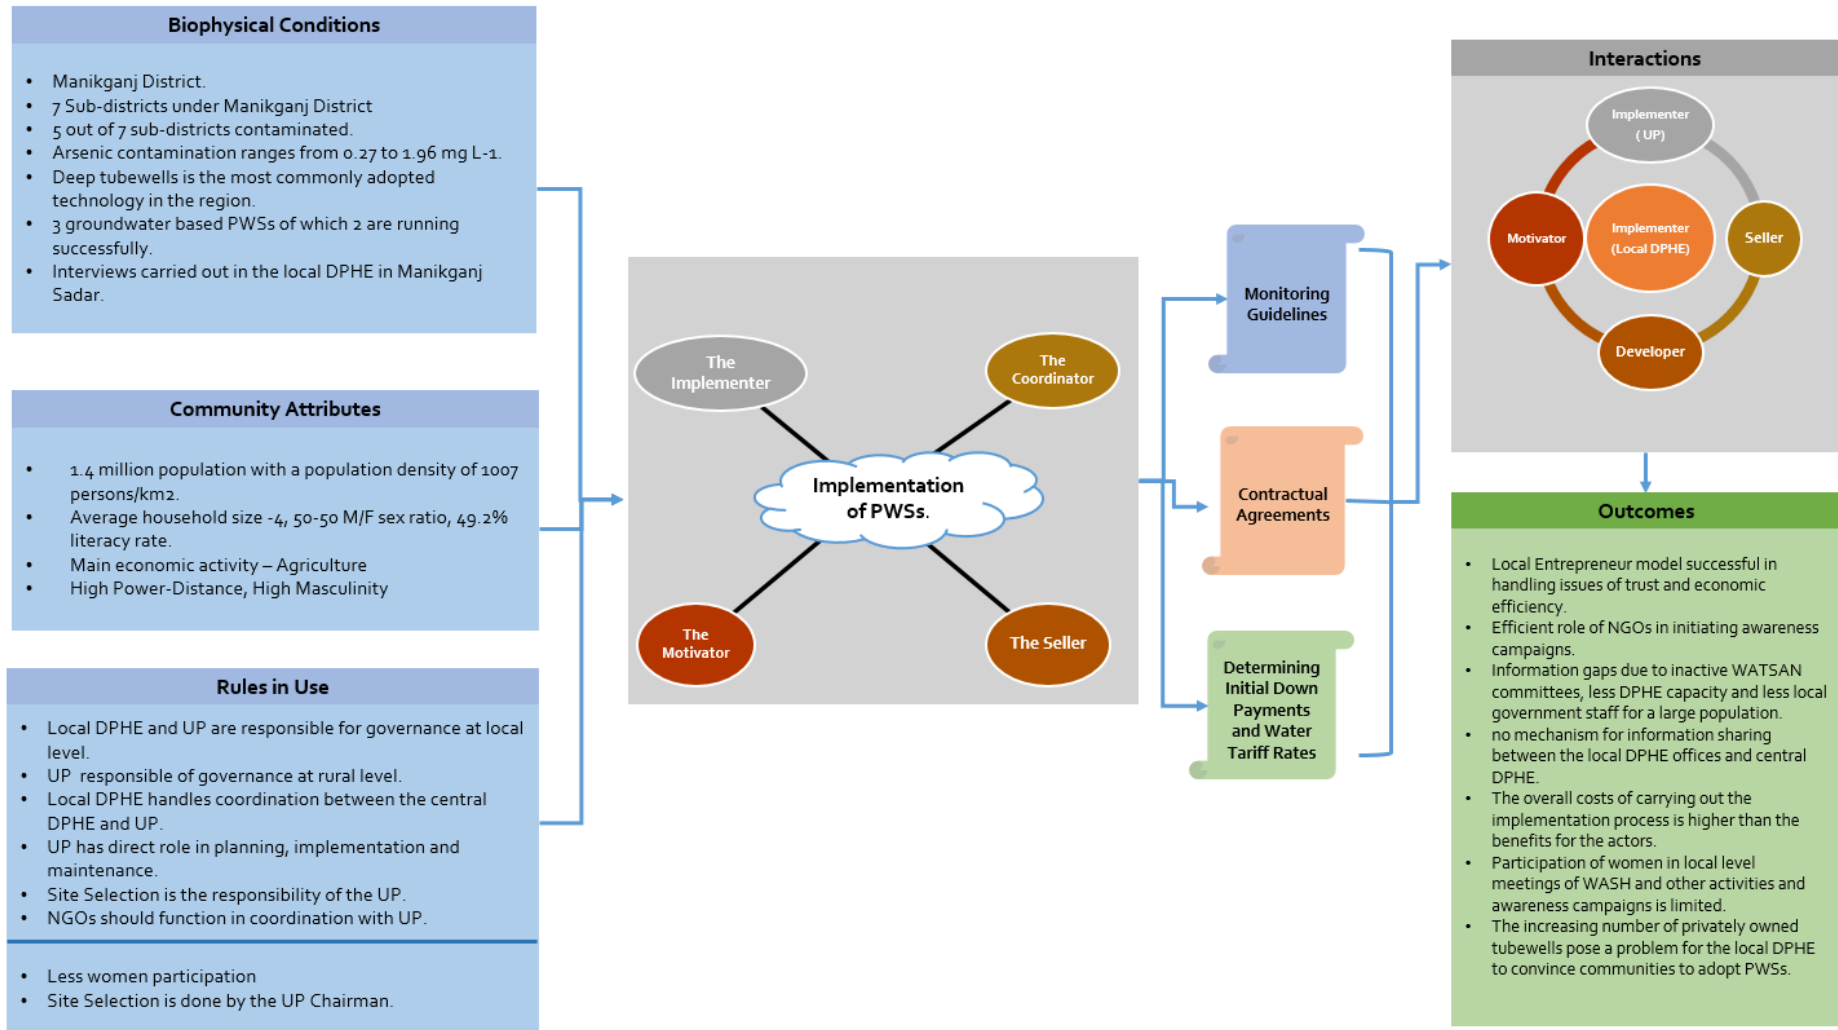 Biophysical Conditions
• Manikganj District.
• 7 Sub-districts under Manikganj District
• 5 out of 7 sub-districts contaminated.
• Arsenic contamination ranges from 0.27 to 1.96 mg L-1.
• Deep tubewells is the most commonly adopted
technology in the region.
• 3 groundwater based PWSs of which 2 are running
successfully.
• Interviews carried out in the local DPHE in Manikganj
Sadar.
Community Attributes
• 1.4 million population with a population density of 1007
persons/km2.
• Average household size -4, 50-50 M/F sex ratio, 49.2%
literacy rate.
• Main economic activity – Agriculture
• High Power-Distance, High Masculinity
Rules in Use
• Local DPHE and UP are responsible for governance at local
level.
• UP  responsible of governance at rural level.
• Local DPHE handles coordination between the central
DPHE and UP.
• UP has direct role in planning, implementation and
maintenance.
• Site Selection is the responsibility of the UP.
• NGOs should function in coordination with UP.
• Less women participation
• Site Selection is done by the UP Chairman.
The
Implementer
The
Coordinator
Implementation
of PWSs.
The
Motivator
The Seller
Monitoring
Guidelines
Contractual
Agreements
Determining
Initial Down
Payments
and Water
Tariff Rates
Interactions
Implementer
( UP)
Motivator
Implementer
(Local DPHE)
Seller
Developer
Outcomes
• Local Entrepreneur model successful in
handling issues of trust and economic
efficiency.
• Efficient role of NGOs in initiating awareness
campaigns.
• Information gaps due to inactive WATSAN
committees, less DPHE capacity and less local
government staff for a large population.
• no mechanism for information sharing
between the local DPHE offices and central
DPHE.
• The overall costs of carrying out the
implementation process is higher than the
benefits for the actors.
• Participation of women in local level
meetings of WASH and other activities and
awareness campaigns is limited.
• The increasing number of privately owned
tubewells pose a problem for the local DPHE
to convince communities to adopt PWSs.